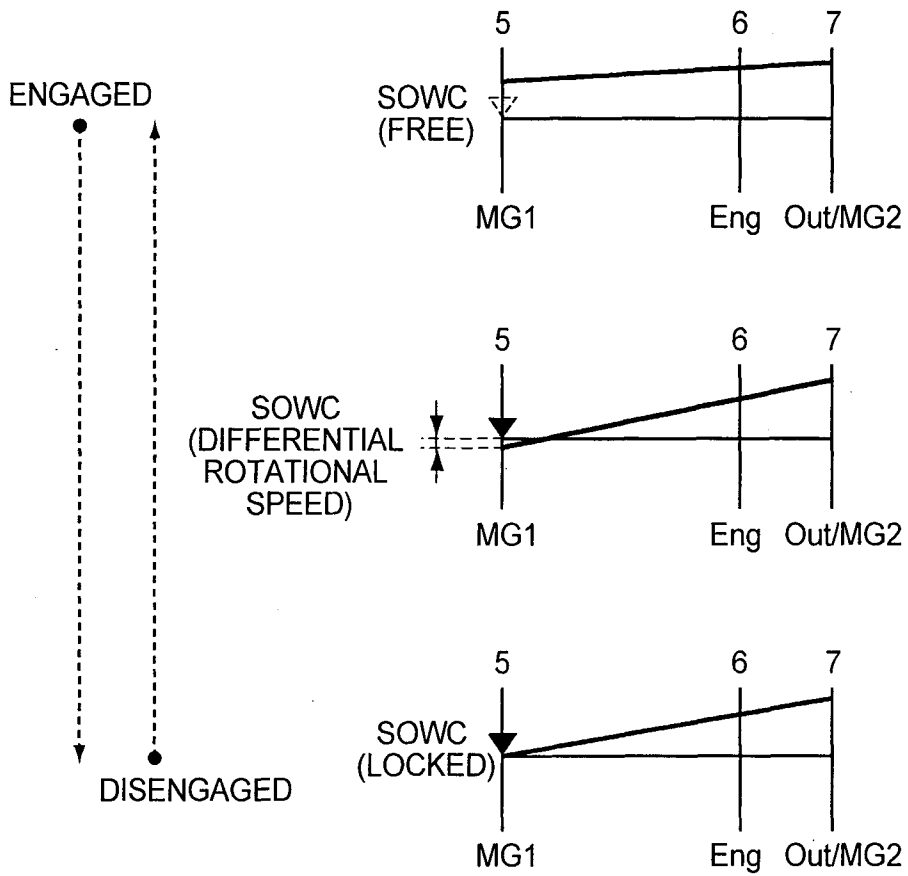 5 6 7
ENGAGED
SOWC
(FREE)
MG1 Eng Out/MG2
5 6 7
SOWC
(DIFFERENTIAL
ROTATIONAL
SPEED)
MG1 Eng Out/MG2
5 6 7
SOWC
(LOCKED)
DISENGAGED
MG1 Eng Out/MG2